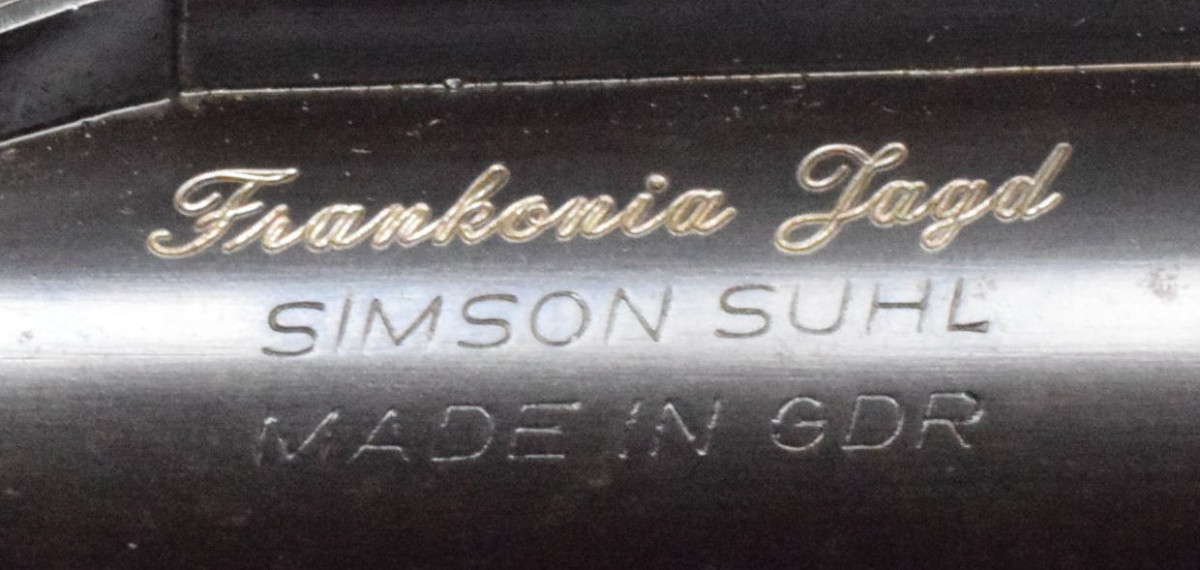 Frankonia Jagd
SIMSON SUHL
MADE IN GDR